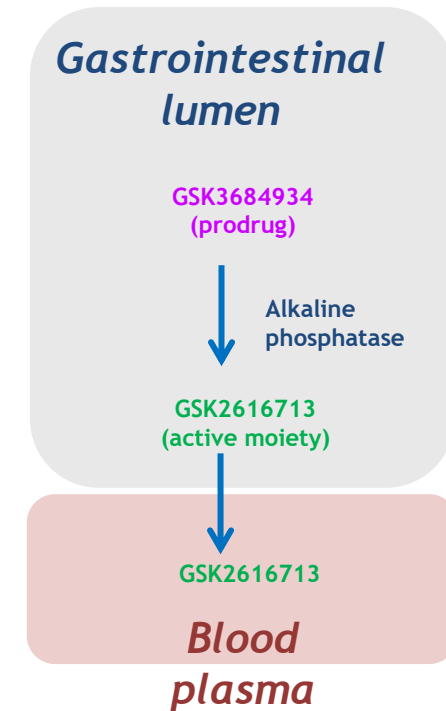 Gastrointestinal
lumen
GSK3684934
(prodrug)
Alkaline
phosphatase
GSK2616713
(active moiety)
GSK2616713
Blood
plasma